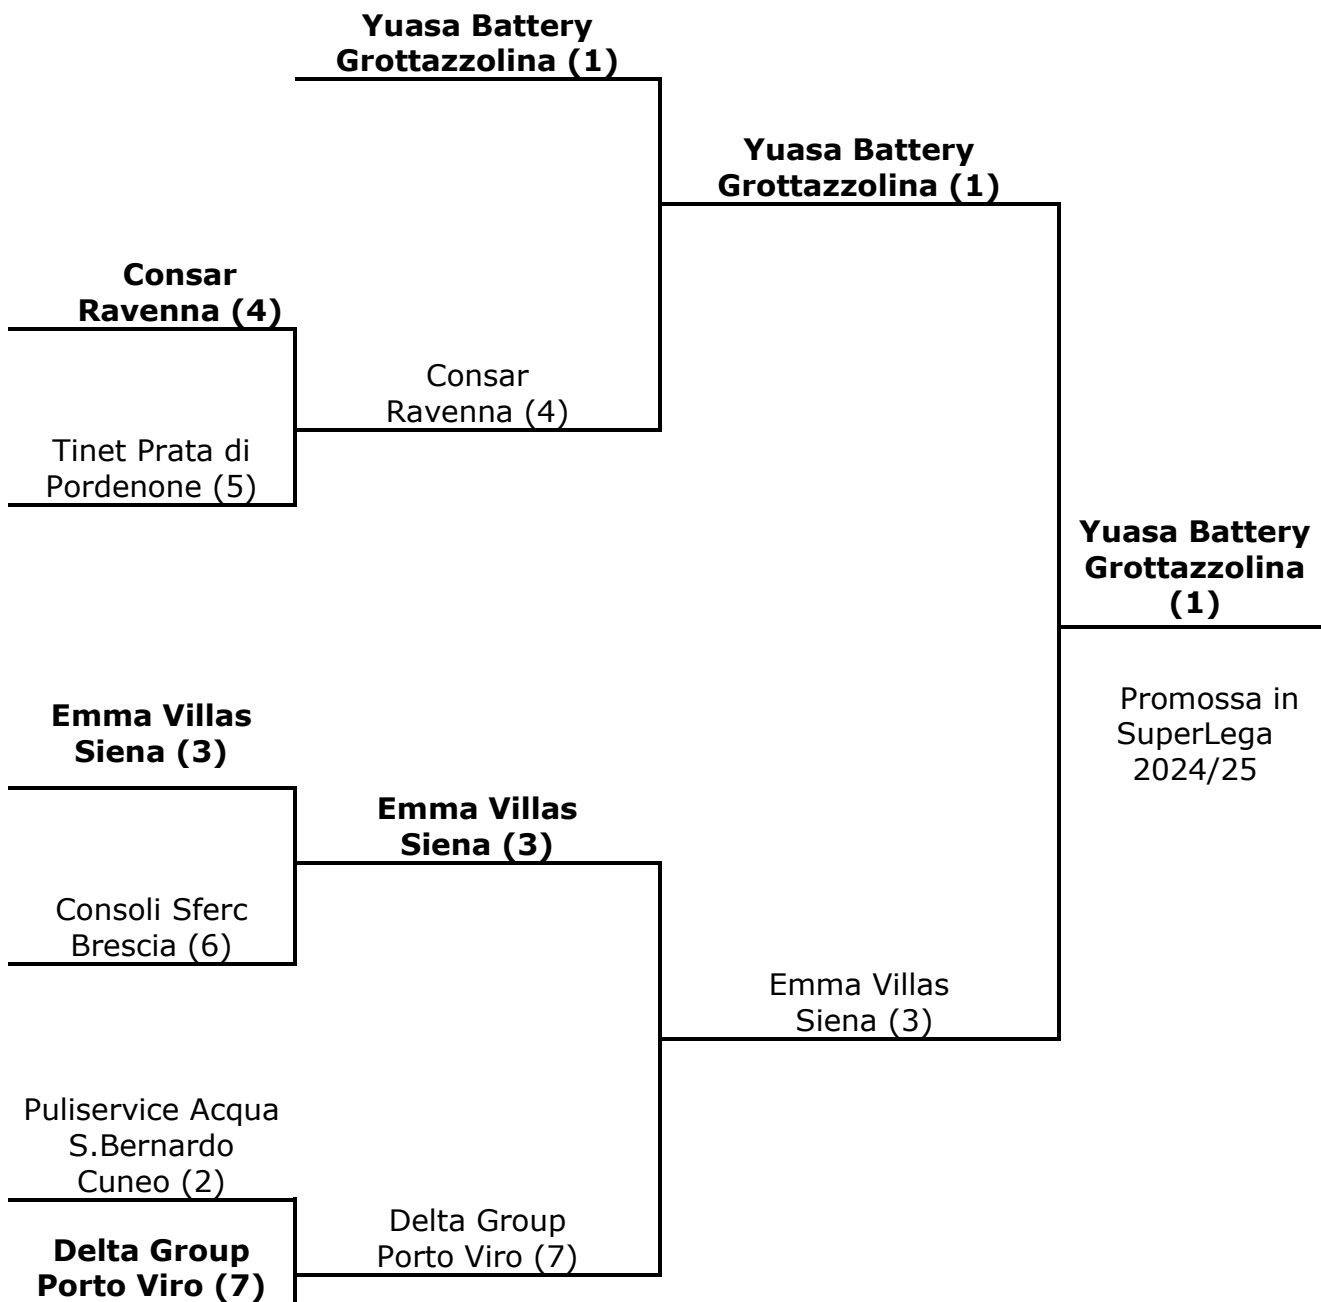 Yuasa Battery
Grottazzolina (1)
Yuasa Battery
Grottazzolina (1)
Consar
Ravenna (4)
Consar
Ravenna (4)
Tinet Prata di
Pordenone (5)
Yuasa Battery
Grottazzolina
(1)
Promossa in
SuperLega
2024/25
Emma Villas
Siena (3)
Emma Villas
Siena (3)
Consoli Sferc
Brescia (6)
Emma Villas
Siena (3)
Puliservice Acqua
S.Bernardo
Cuneo (2)
Delta Group
Porto Viro (7)
Delta Group
Porto Viro (7)